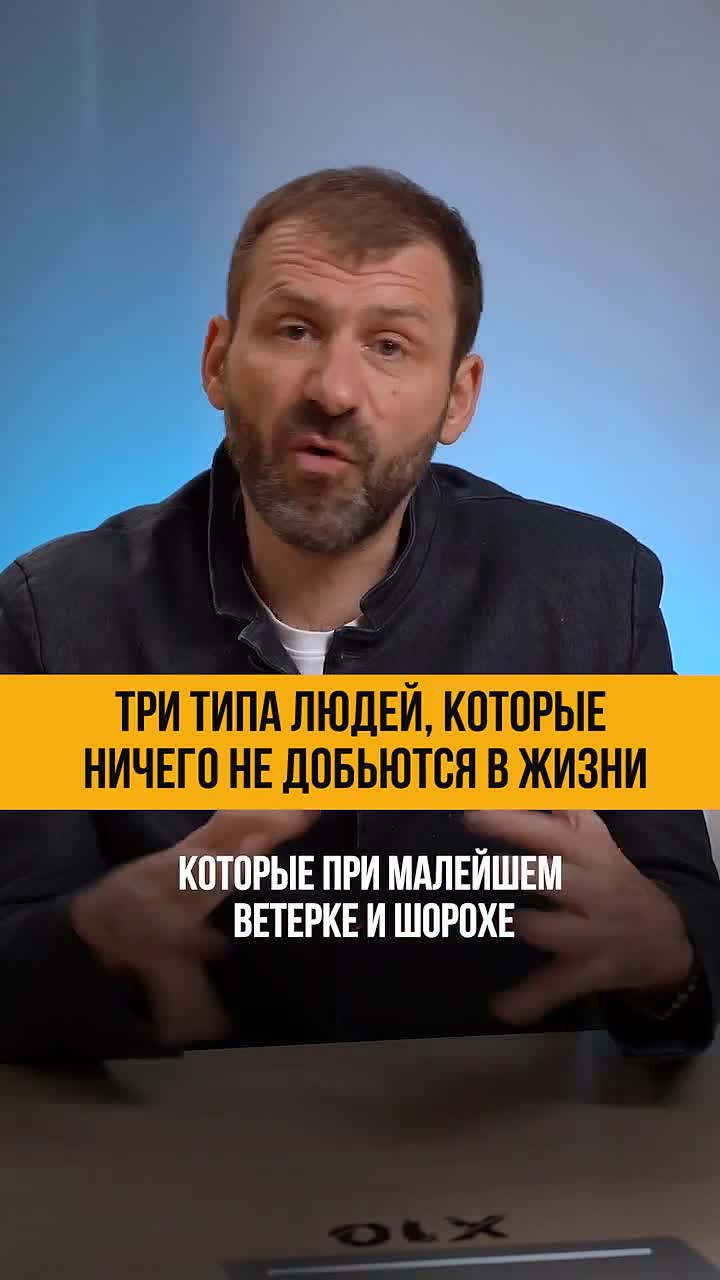 ТРИ ТИПА ЛЮДЕЙ, КОТОРЫЕ
НИЧЕГО НЕ ДОБЬЮТСЯ В ЖИЗНИ
КОТОРЫЕ ПРИ МАЛЕЙШЕМ
ВЕТЕРКЕ И ШОРОХЕ